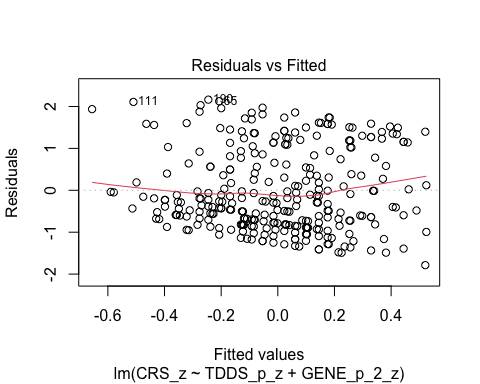 Residuals vs Fitted
Residuals
2
1
0
-1
-2
111
-0.6 -0.4 -0.2 0.0 0.2 0.4
Fitted values
lm(CRS_z ~ TDDS_p_z + GENE_p_2_z)